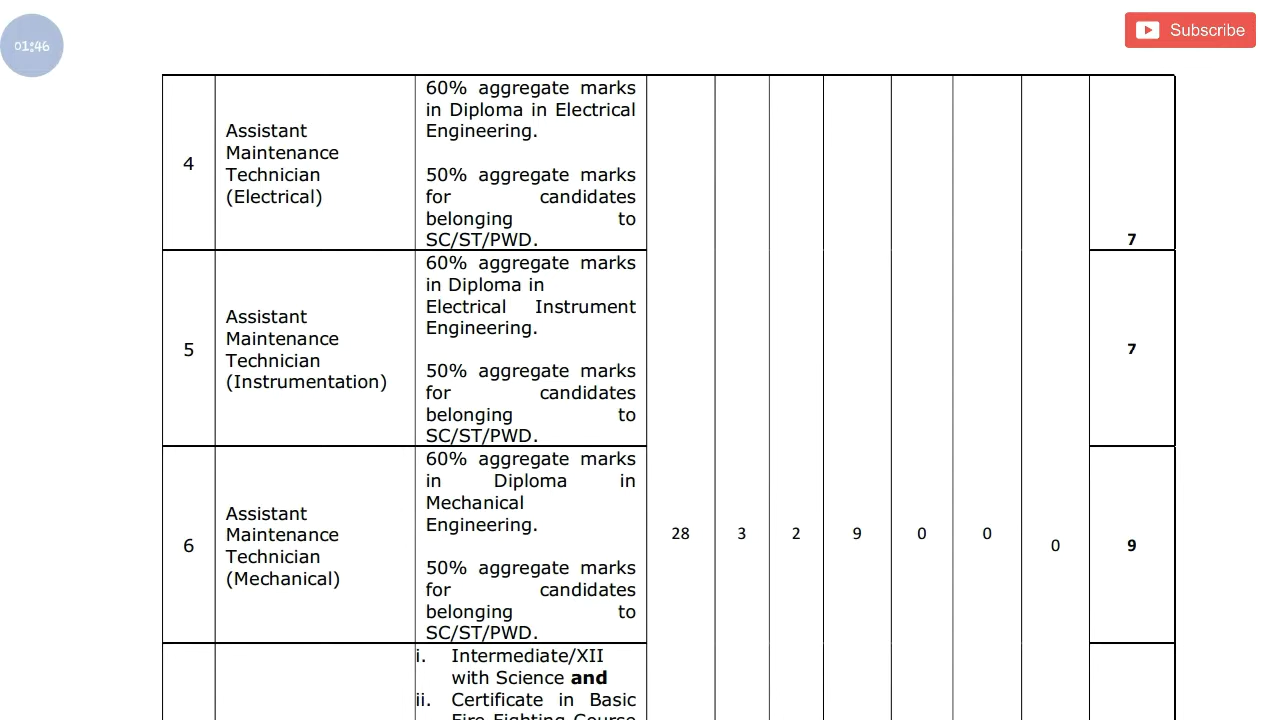 01:46
Subscribe
4
Assistant
Maintenance
Technician
(Electrical)
60% aggregate marks
in Diploma in Electrical
Engineering.
50% aggregate marks
for candidates
belonging to
SC/ST/PWD.
7
5
Assistant
Maintenance
Technician
(Instrumentation)
60% aggregate marks
in Diploma in
Electrical Instrument
Engineering.
50% aggregate marks
for candidates
belonging to
SC/ST/PWD.
7
6
Assistant
Maintenance
Technician
(Mechanical)
60% aggregate marks
in Diploma in
Mechanical
Engineering.
50% aggregate marks
for candidates
belonging to
SC/ST/PWD.
28 3 2 9 0 0 0
9
i. Intermediate/XII
with Science and
ii. Certificate in Basic
Fire Fighting Course